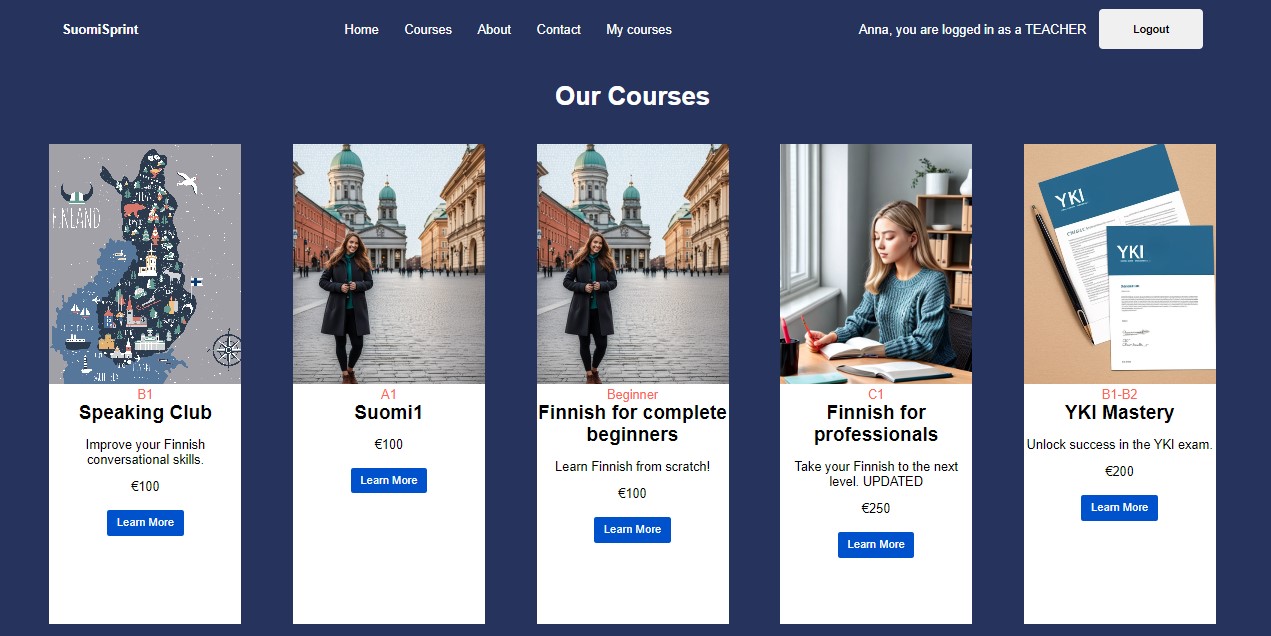 SuomiSprint
Home Courses About Contact My courses
Anna, you are logged in as a TEACHER
Logout
Our Courses
FINLAND
B1
Speaking Club
Improve your Finnish
conversational skills.
€100
Learn More
A1
Suomi1
€100
Learn More
Beginner
Finnish for complete
beginners
Learn Finnish from scratch!
€100
Learn More
C1
Finnish for
professionals
Take your Finnish to the next
level. UPDATED
€250
Learn More
YKI
YKI
B1-B2
YKI Mastery
Unlock success in the YKI exam.
€200
Learn More